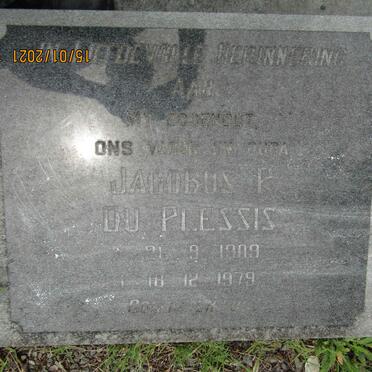 15/01/2021
LIEFDEVOLLE HERINNERING
AAN
MY EGGENOOT,
ONS VADER EN OUPA
JACOBUS P.
DU PLESSIS
21 9 1909
18 12 1979